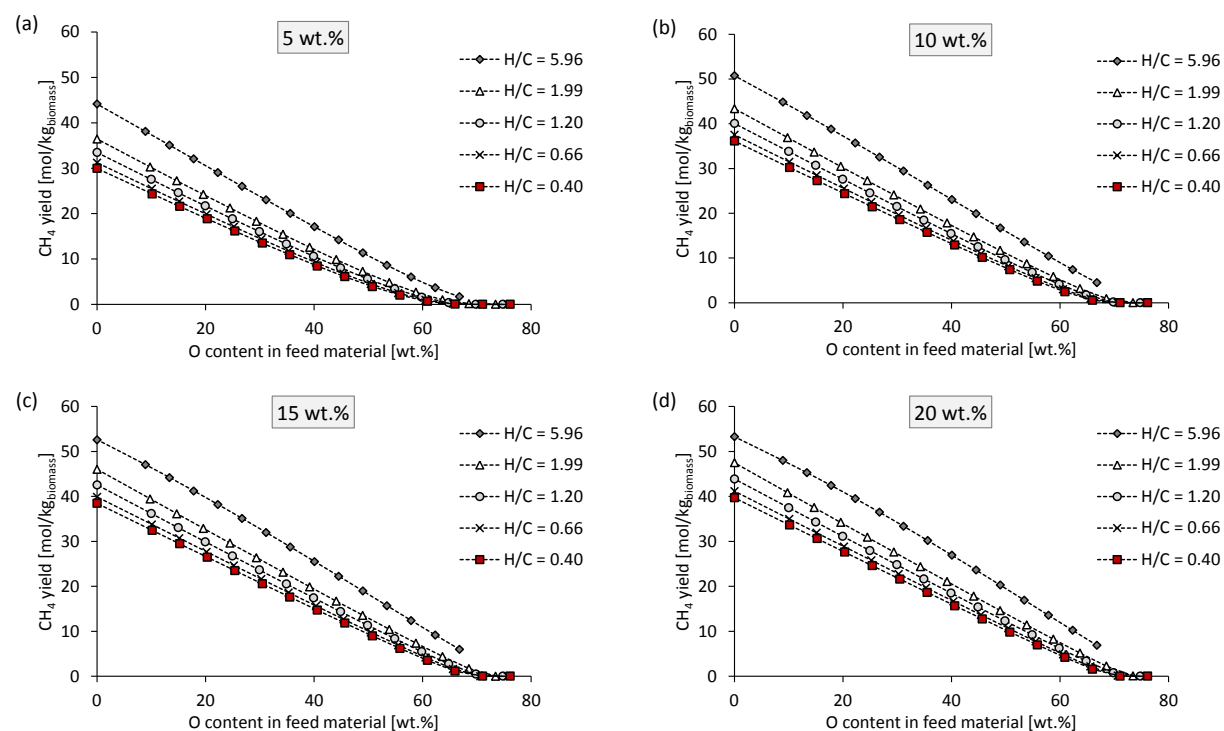 (a)
5 wt.%
CH4 yield [mol/kgbiomass]
60
50
40
30
20
10
0
0 20 40 60 80
O content in feed material [wt.%]
H/C = 5.96
H/C = 1.99
H/C = 1.20
H/C = 0.66
H/C = 0.40
(b)
10 wt.%
CH4 yield [mol/kgbiomass]
60
50
40
30
20
10
0
0 20 40 60 80
O content in feed material [wt.%]
H/C = 5.96
H/C = 1.99
H/C = 1.20
H/C = 0.66
H/C = 0.40
(c)
15 wt.%
CH4 yield [mol/kgbiomass]
60
50
40
30
20
10
0
0 20 40 60 80
O content in feed material [wt.%]
H/C = 5.96
H/C = 1.99
H/C = 1.20
H/C = 0.66
H/C = 0.40
(d)
20 wt.%
CH4 yield [mol/kgbiomass]
60
50
40
30
20
10
0
0 20 40 60 80
O content in feed material [wt.%]
H/C = 5.96
H/C = 1.99
H/C = 1.20
H/C = 0.66
H/C = 0.40